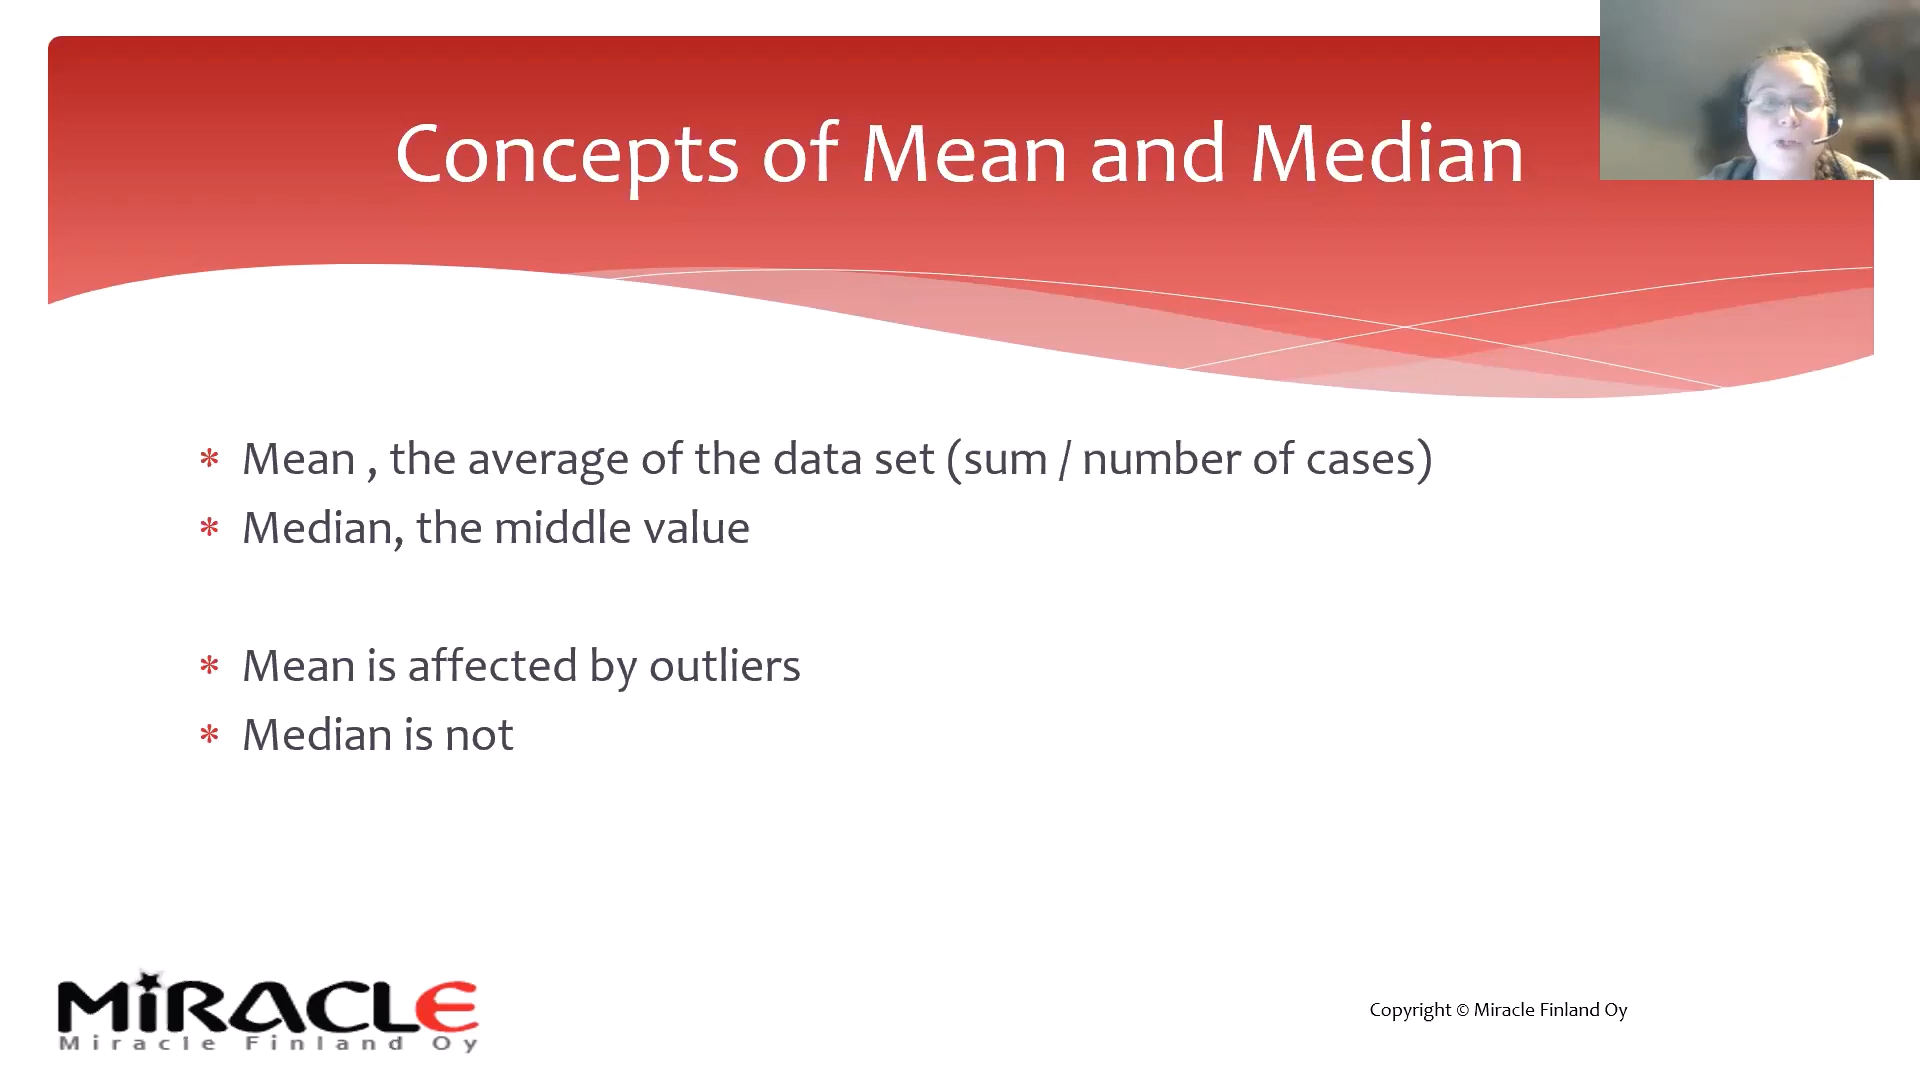 Concepts of Mean and Median
* Mean , the average of the data set (sum / number of cases)
* Median, the middle value
* Mean is affected by outliers
* Median is not
MiRACLE
Miracle Finland Oy
Copyright © Miracle Finland Oy